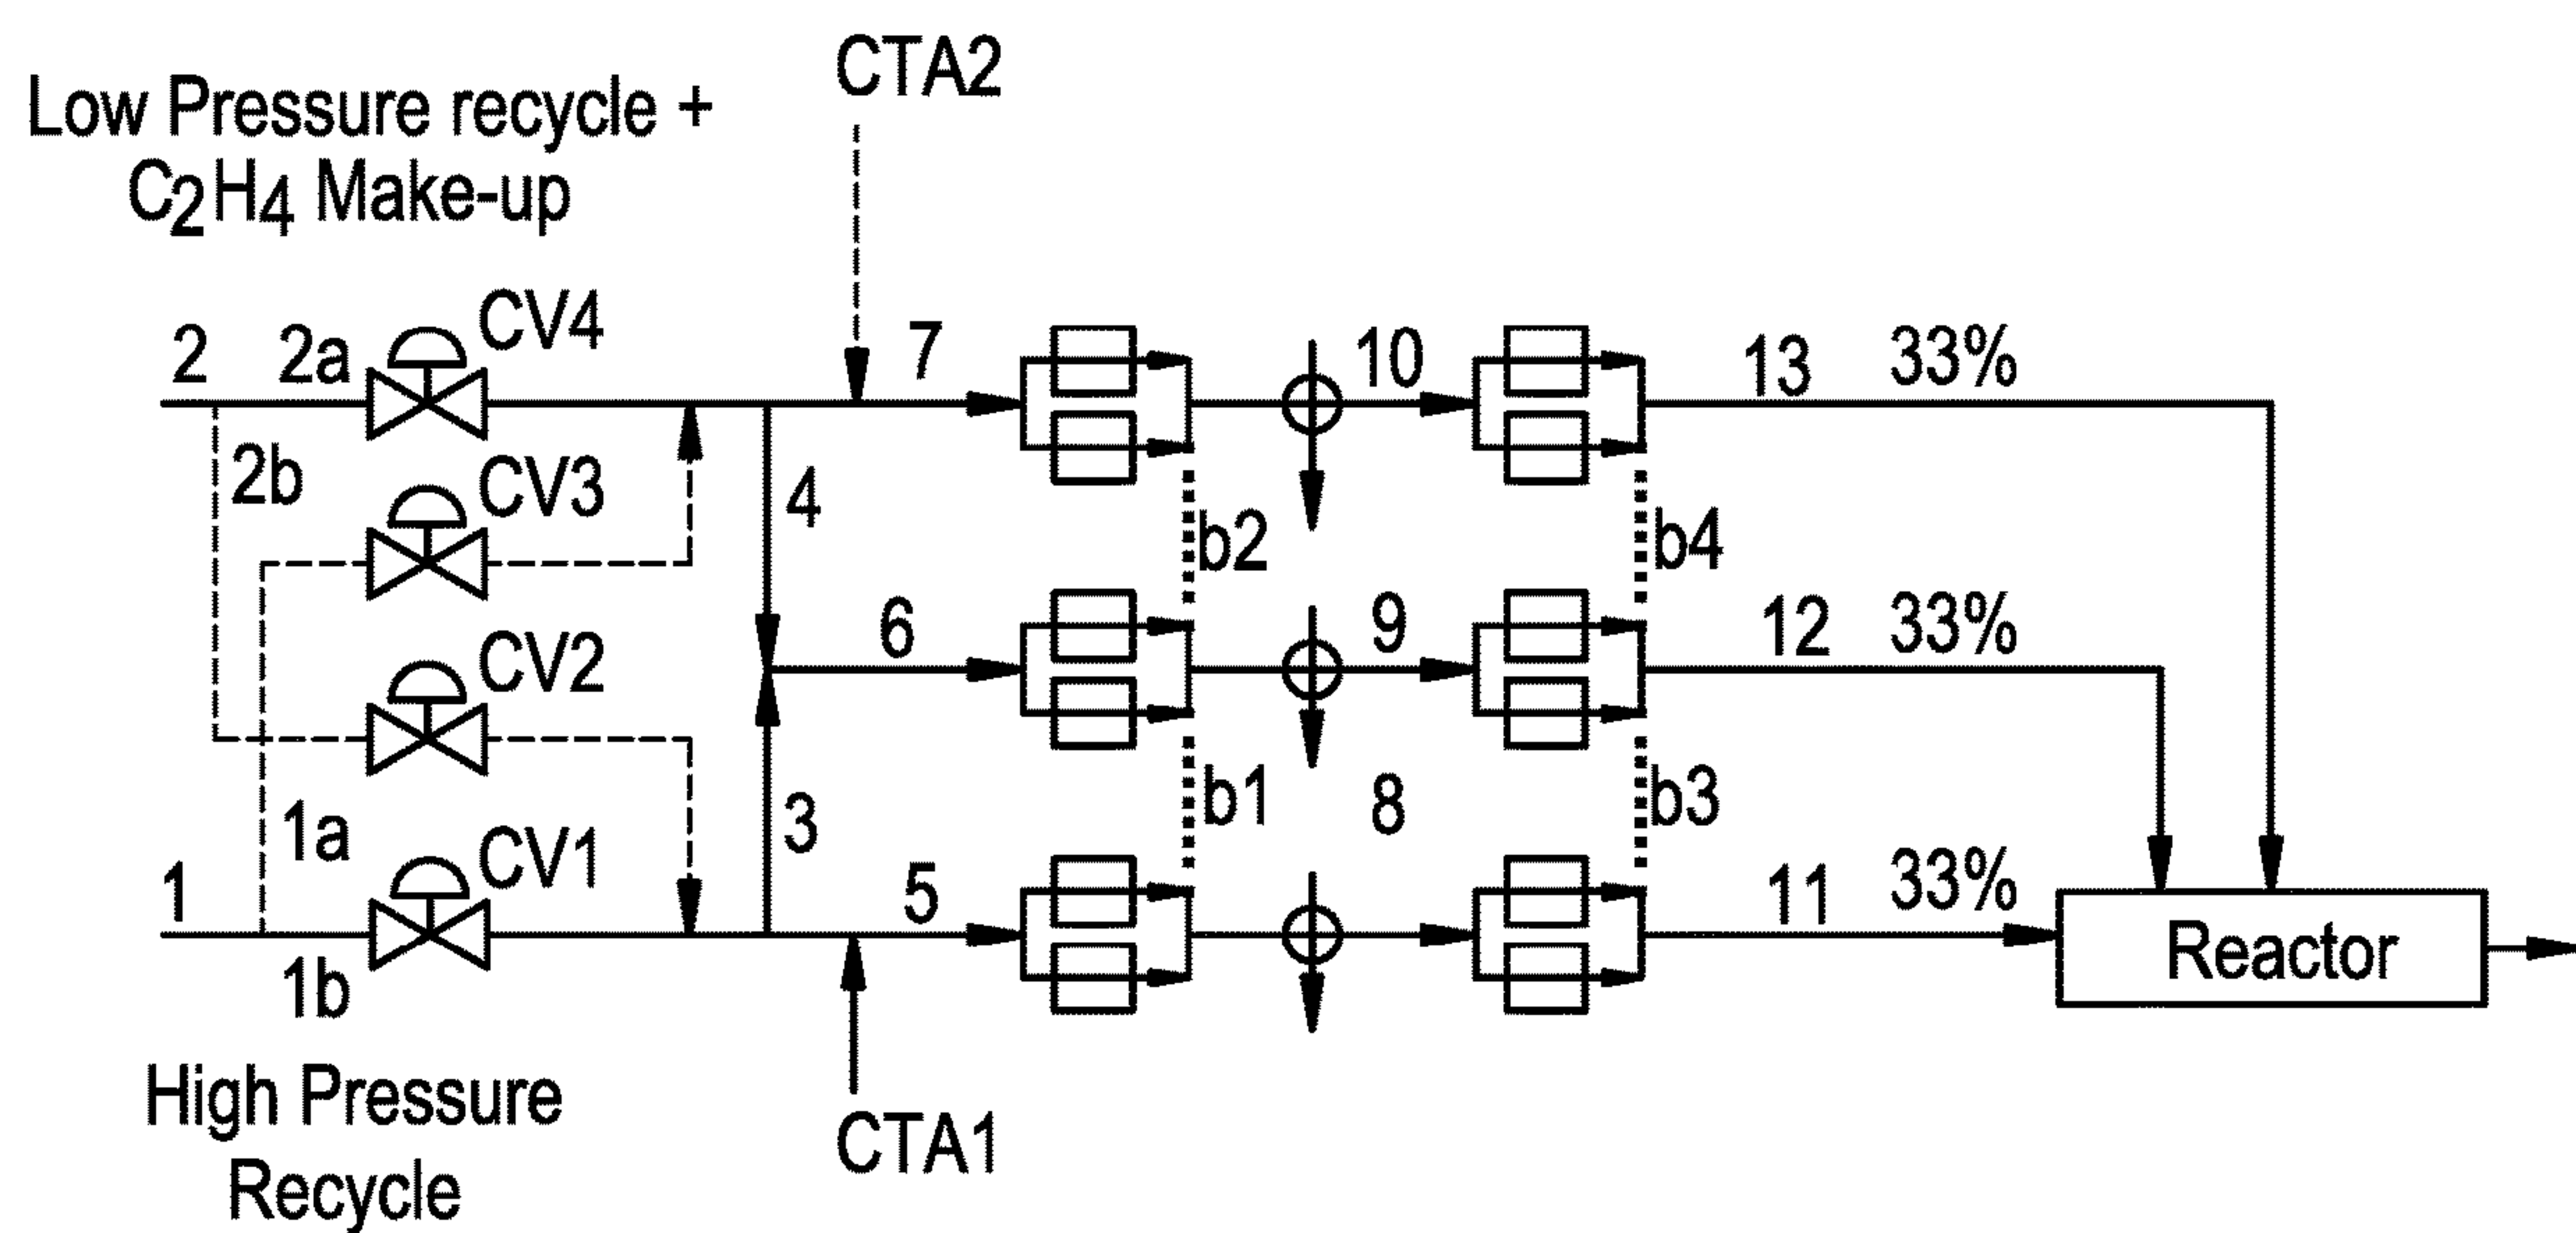 CTA2
Low Pressure recycle +
C2H4 Make-up
2 2a CV4 7 10 13 33%
2b CV3 4 b2 b4
6 9 12 33%
CV2
1a 3 b1 8 b3
1 CV1 5 11 33%
1b Reactor
High Pressure
Recycle
CTA1